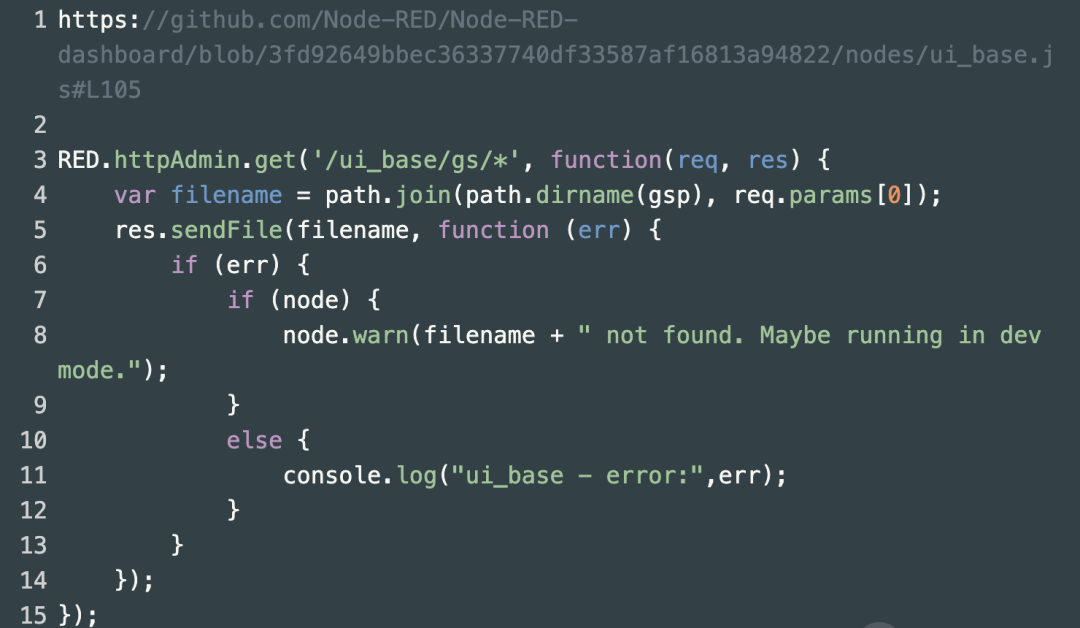 1 https://github.com/Node-RED/Node-RED-
dashboard/blob/3fd92649bbec36337740df33587af16813a94822/nodes/ui_base.j
s#L105
2
3 RED.httpAdmin.get('/ui_base/gs/*', function(req, res) {
4     var filename = path.join(path.dirname(gsp), req.params[0]);
5     res.sendFile(filename, function (err) {
6         if (err) {
7             if (node) {
8                 node.warn(filename + " not found. Maybe running in dev
mode.");
9             }
10             else {
11                 console.log("ui_base - error:",err);
12             }
13         }
14     });
15 });